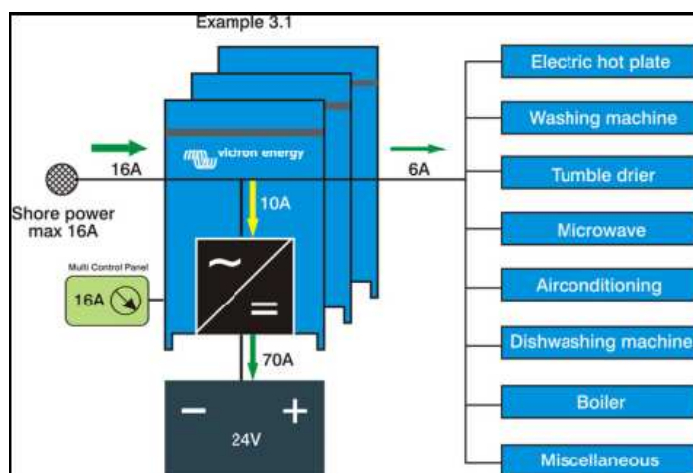 Example 3.1
victron energy
16A
6A
10A
Shore power
max 16A
Multi Control Panel
16A
70A
24V
Electric hot plate
Washing machine
Tumble drier
Microwave
Airconditioning
Dishwashing machine
Boiler
Miscellaneous